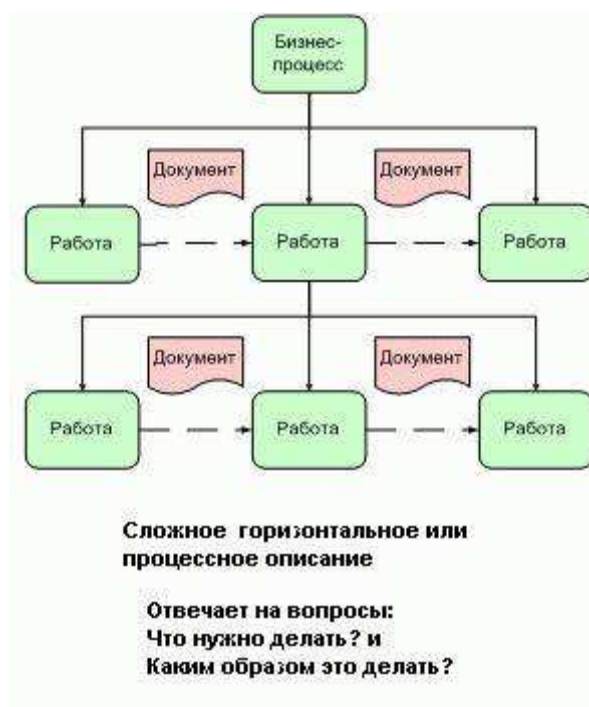 Бизнес-
процесс
Документ
Документ
Работа
Работа
Работа
Документ
Документ
Работа
Работа
Работа
Сложное горизонтальное или
процессное описание
Отвечает на вопросы:
Что нужно делать? и
Каким образом это делать?